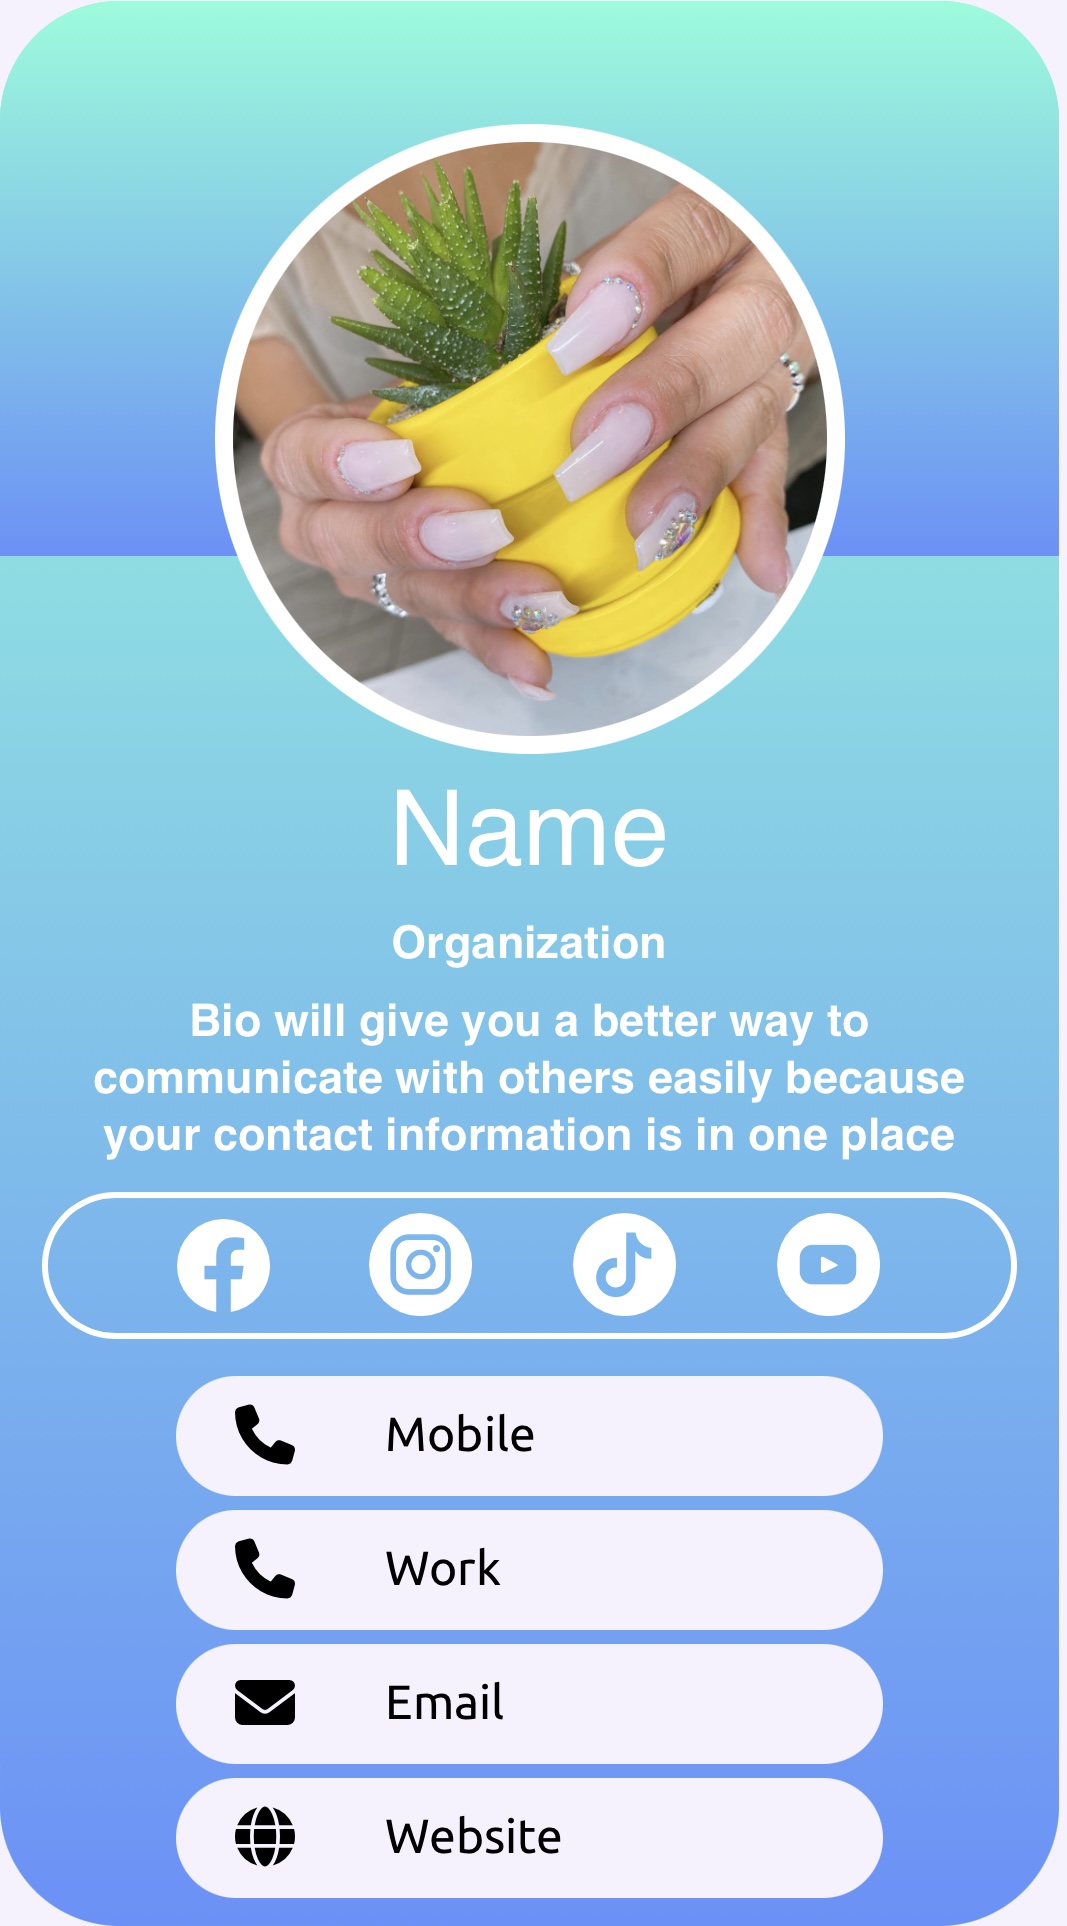 Name
Organization
Bio will give you a better way to
communicate with others easily because
your contact information is in one place
Mobile
Work
Email
Website